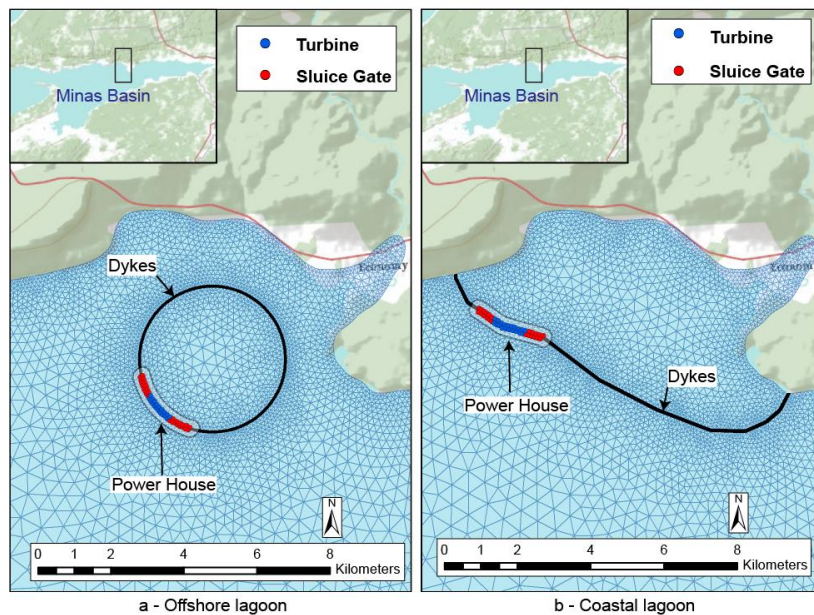 Turbine
Sluice Gate
Minas Basin
Dykes
Power House
N
0 1 2 4 6 8
Kilometers
a - Offshore lagoon
Turbine
Sluice Gate
Minas Basin
Economy
Power House
Dykes
N
0 1 2 4 6 8
Kilometers
b - Coastal lagoon